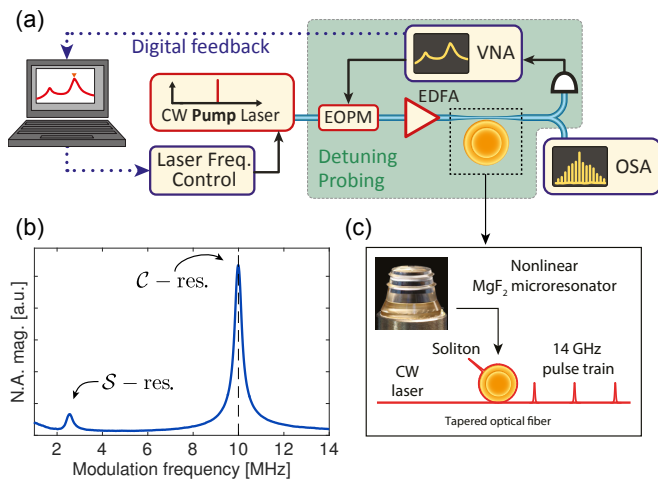 (a)
Digital feedback
VNA
CW Pump Laser
EOPM
EDFA
Laser Freq.
Control
Detuning
Probing
OSA
(b)
C – res.
S – res.
N.A. mag. [a.u.]
2 4 6 8 10 12 14
Modulation frequency [MHz]
(c)
Nonlinear
MgF₂ microresonator
Soliton
CW
laser
14 GHz
pulse train
Tapered optical fiber